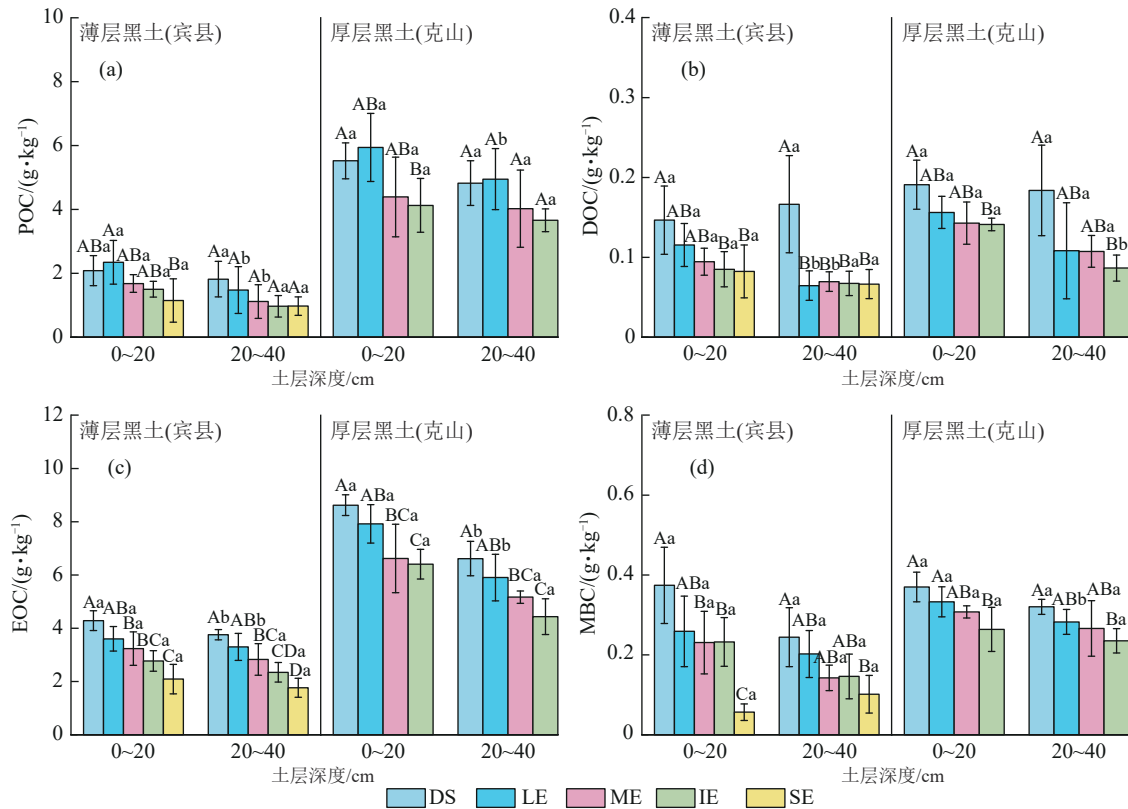 薄层黑土(宾县)
厚层黑土(克山)
(a)
POC/(g•kg⁻¹)
10
8
6
4
2
0
ABa Aa ABa ABa Ba
Aa Ab Ab Aa Aa
Aa ABa ABa Ba
Aa Ab Aa Aa
0~20 20~40 0~20 20~40
土层深度/cm
薄层黑土(宾县)
厚层黑土(克山)
(b)
DOC/(g•kg⁻¹)
0.4
0.3
0.2
0.1
0
Aa ABa ABa Ba Ba
Aa Bb Bb Ba Ba
Aa ABa ABa Ba
Aa ABa ABa Bb
0~20 20~40 0~20 20~40
土层深度/cm
薄层黑土(宾县)
厚层黑土(克山)
(c)
EOC/(g•kg⁻¹)
12
10
8
6
4
2
0
Aa ABa Ba BCa Ca
Ab ABb BCa CDa Da
Aa ABa BCa Ca
Ab ABb BCa Ca
0~20 20~40 0~20 20~40
土层深度/cm
薄层黑土(宾县)
厚层黑土(克山)
(d)
MBC/(g•kg⁻¹)
0.8
0.6
0.4
0.2
0
Aa ABa Ba Ba Ca
Aa ABa ABa ABa Ba
Aa Aa Ba Ba
Aa ABb ABa Ba
0~20 20~40 0~20 20~40
土层深度/cm
DS LE ME IE SE